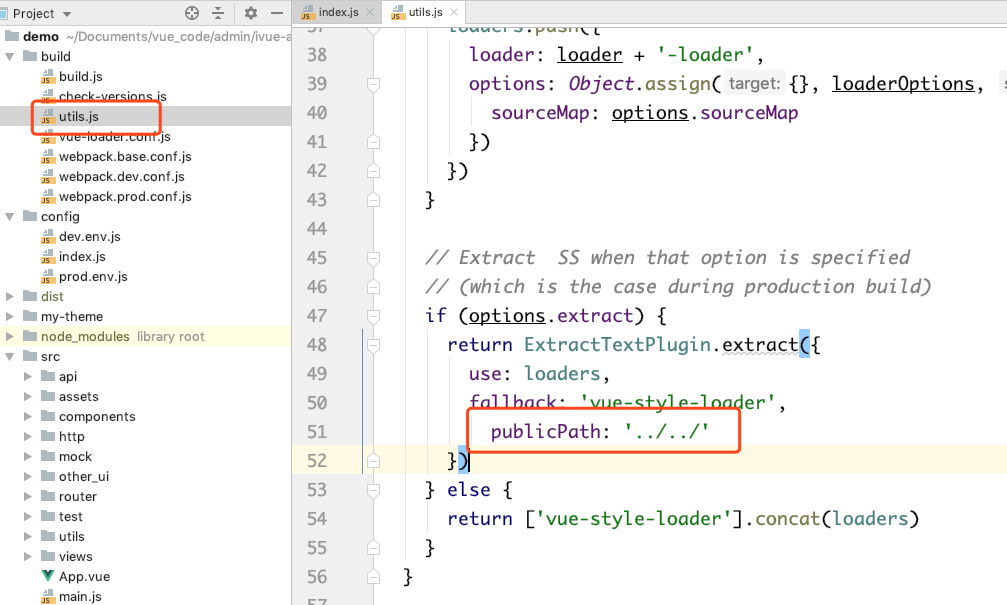 Project
demo ~/Documents/vue_code/admin/ivue-a
build
build.js
check-versions.js
utils.js
vue-loader.conf.js
webpack.base.conf.js
webpack.dev.conf.js
webpack.prod.conf.js
config
dev.env.js
index.js
prod.env.js
dist
my-theme
node_modules library root
src
api
assets
components
http
mock
other_ui
router
test
utils
views
App.vue
main.js
index.js utils.js
37 loaders.push({
38 loader: loader + '-loader',
39 options: Object.assign( target: {}, loaderOptions, s
40 sourceMap: options.sourceMap
41 })
42 })
43 }
44
45 // Extract SS when that option is specified
46 // (which is the case during production build)
47 if (options.extract) {
48 return ExtractTextPlugin.extract({
49 use: loaders,
50 fallback: 'vue-style-loader',
51 publicPath: '../../'
52 })
53 } else {
54 return ['vue-style-loader'].concat(loaders)
55 }
56 }
57